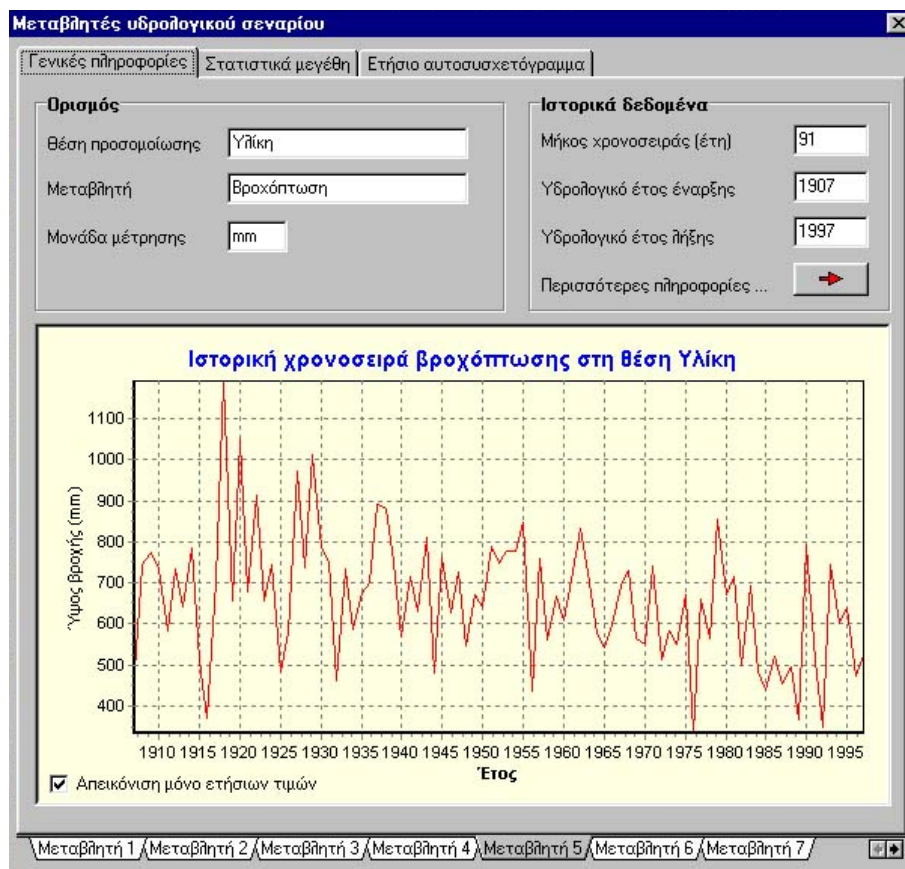 Μεταβλητές υδρολογικού σεναρίου
Γενικές πληροφορίες Στατιστικά μεγέθη Ετήσιο αυτοσυσχετόγραμμα
Ορισμός
Θέση προσομοίωσης Υλίκη
Μεταβλητή Βροχόπτωση
Μονάδα μέτρησης mm
Ιστορικά δεδομένα
Μήκος χρονοσειράς (έτη) 91
Υδρολογικό έτος έναρξης 1907
Υδρολογικό έτος λήξης 1997
Περισσότερες πληροφορίες ...
Ιστορική χρονοσειρά βροχόπτωσης στη θέση Υλίκη
Ύψος βροχής (mm)
1100
1000
900
800
700
600
500
400
1910 1915 1920 1925 1930 1935 1940 1945 1950 1955 1960 1965 1970 1975 1980 1985 1990 1995
Έτος
Απεικόνιση μόνο ετήσιων τιμών
Μεταβλητή 1 Μεταβλητή 2 Μεταβλητή 3 Μεταβλητή 4 Μεταβλητή 5 Μεταβλητή 6 Μεταβλητή 7